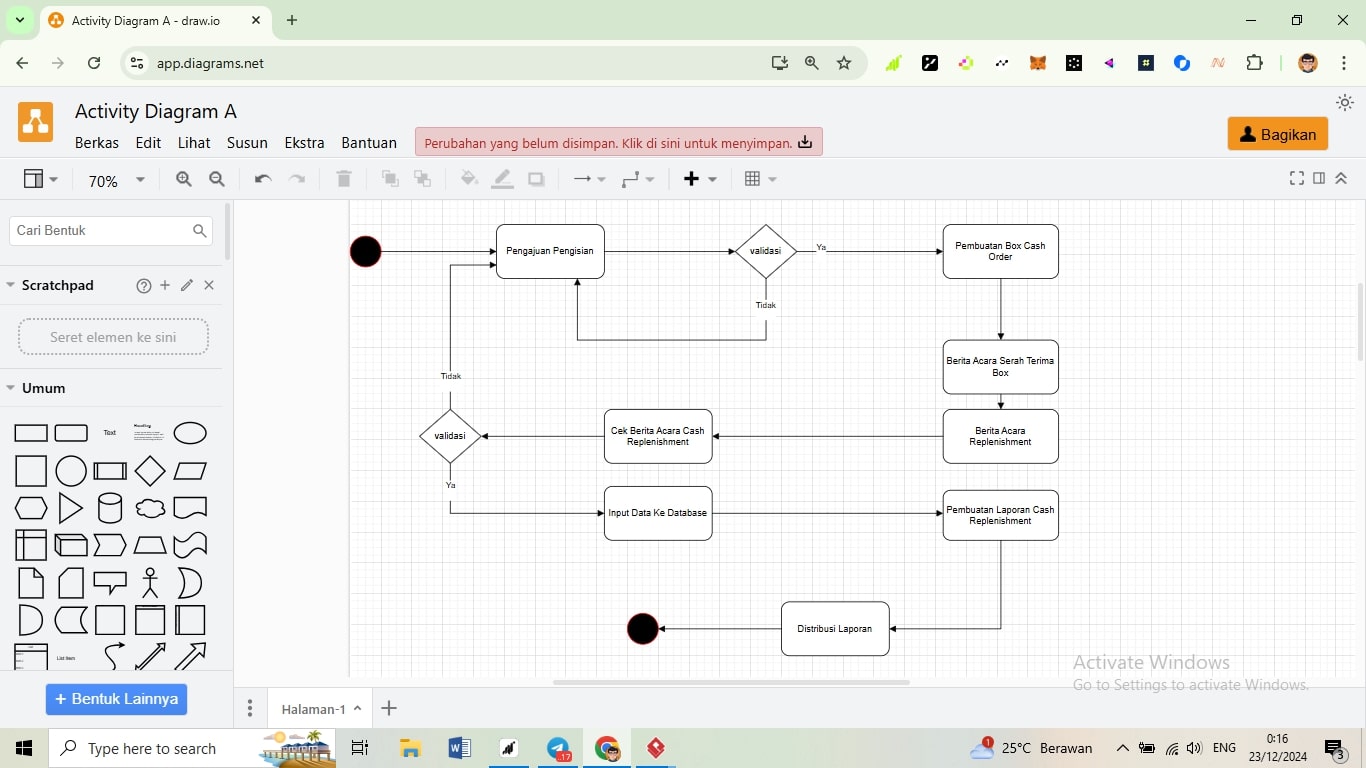 Activity Diagram A - draw.io
app.diagrams.net
Activity Diagram A
Berkas Edit Lihat Susun Ekstra Bantuan
Perubahan yang belum disimpan. Klik di sini untuk menyimpan.
Bagikan
70%
Cari Bentuk
Scratchpad
Seret elemen ke sini
Umum
Text
Heading
List Item
+ Bentuk Lainnya
Pengajuan Pengisian
validasi
Ya
Pembuatan Box Cash
Order
Tidak
Berita Acara Serah Terima
Box
Tidak
validasi
Cek Berita Acara Cash
Replenishment
Berita Acara
Replenishment
Ya
Input Data Ke Database
Pembuatan Laporan Cash
Replenishment
Distribusi Laporan
Activate Windows
Go to Settings to activate Windows.
Halaman-1
Type here to search
17
1
25°C Berawan
ENG
0:16
23/12/2024
3